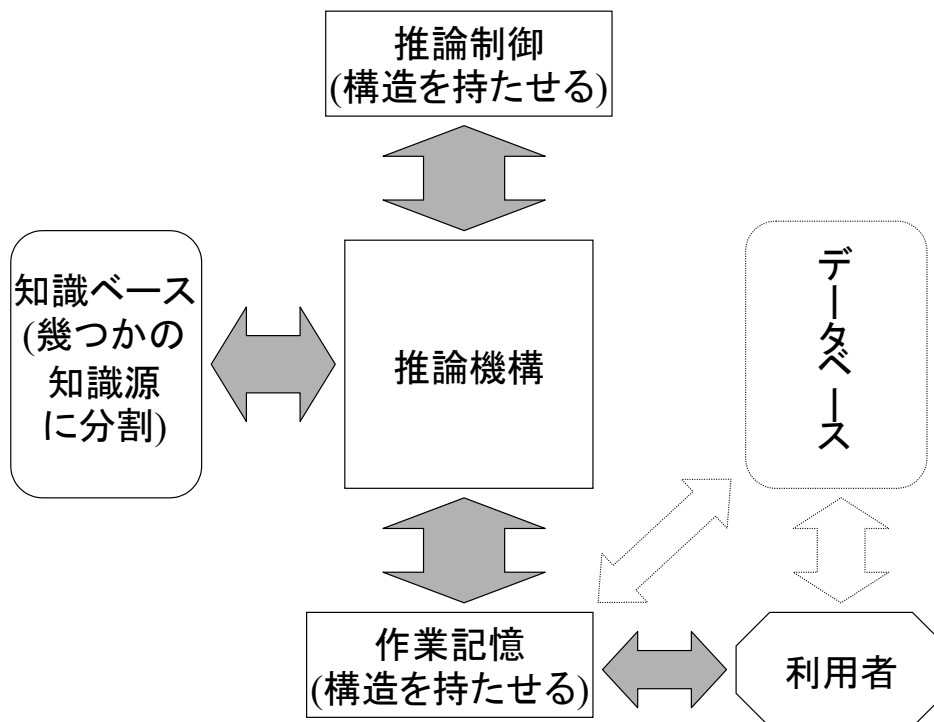 推論制御
(構造を持たせる)
知識ベース
(幾つかの
知識源
に分割)
推論機構
データベース
作業記憶
(構造を持たせる)
利用者